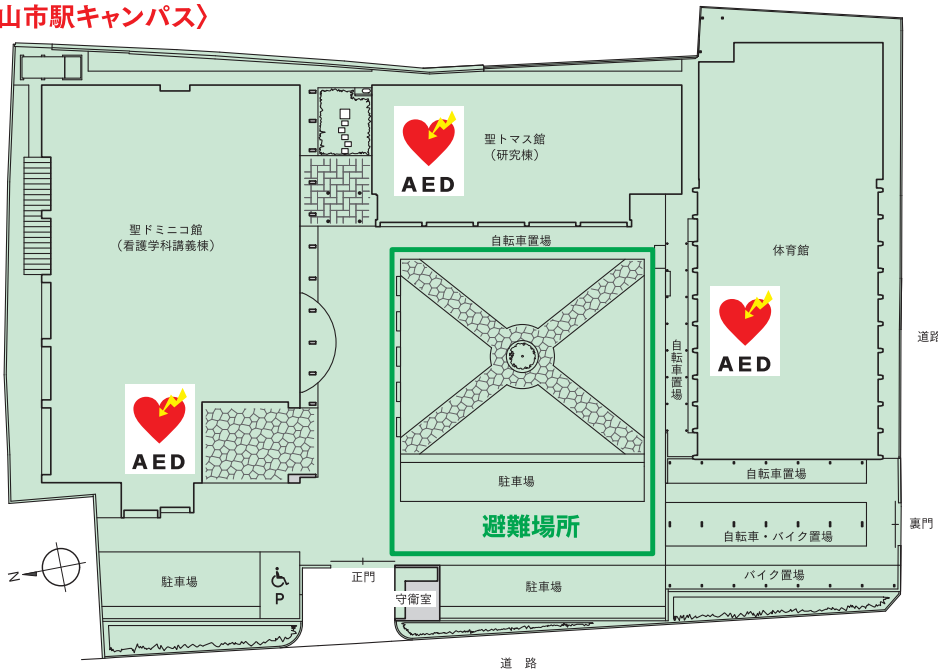 山市駅キャンパス〉
AED
聖トマス館
（研究棟）
聖ドミニコ館
（看護学科講義棟）
自転車置場
体育館
AED
道路
自転車置場
AED
駐車場
自転車置場
避難場所
自転車・バイク置場
裏門
N
駐車場
P
正門
守衛室
駐車場
バイク置場
道 路